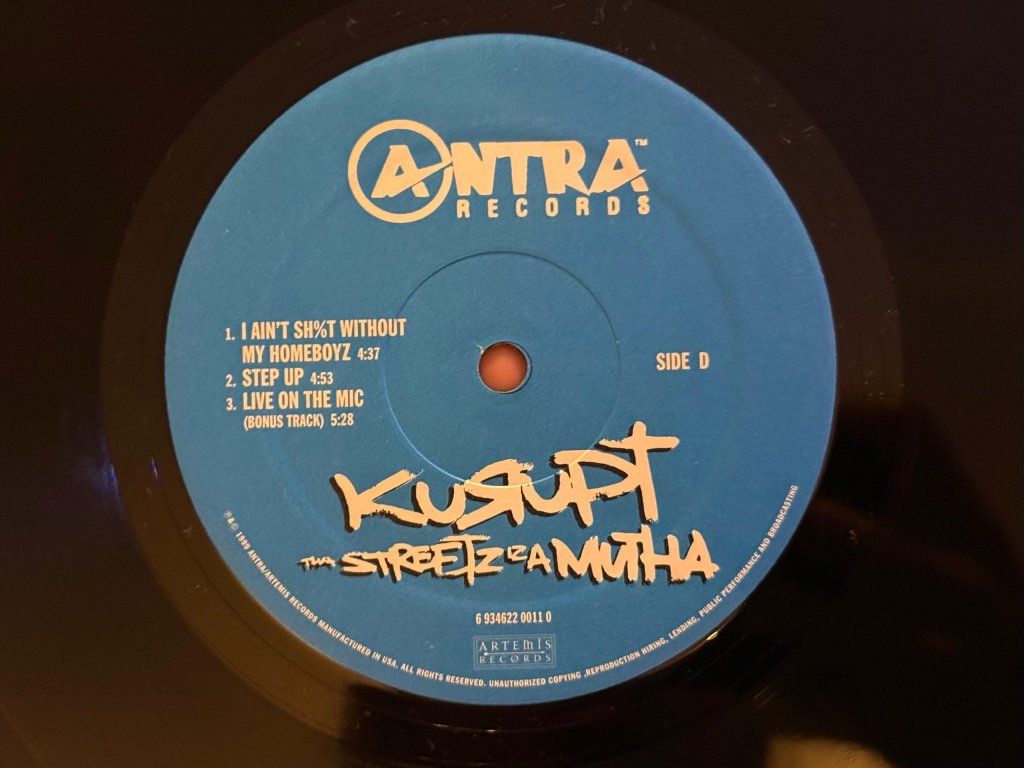 ANTRA™
RECORDS
1. I AIN'T SH%T WITHOUT
MY HOMEBOYZ 4:37
2. STEP UP 4:53
3. LIVE ON THE MIC
(BONUS TRACK) 5:28
SIDE D
KURUPT
THA STREETZ IZ A MUTHA
6 934622 0011 0
ARTEMIS
RECORDS
℗&© 1999 ANTRA/ARTEMIS RECORDS MANUFACTURED IN USA. ALL RIGHTS RESERVED. UNAUTHORIZED COPYING ,REPRODUCTION HIRING, LENDING, PUBLIC PERFORMANCE AND BROADCASTING